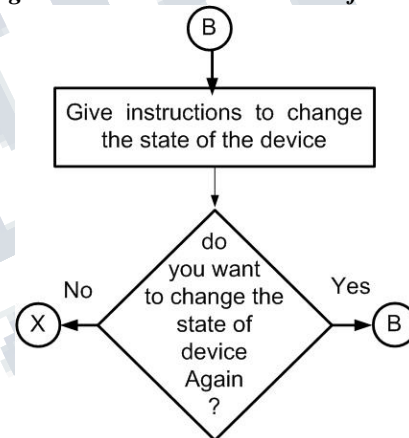 B
Give instructions to change
the state of the device
do
you want
to change the
state of
device
Again
?
No
Yes
X
B